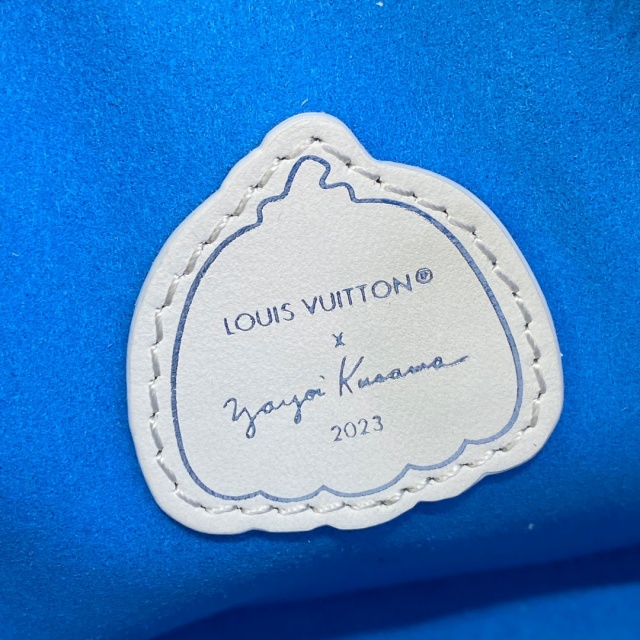 LOUIS VUITTON®
x
Yayoi Kusama
2023